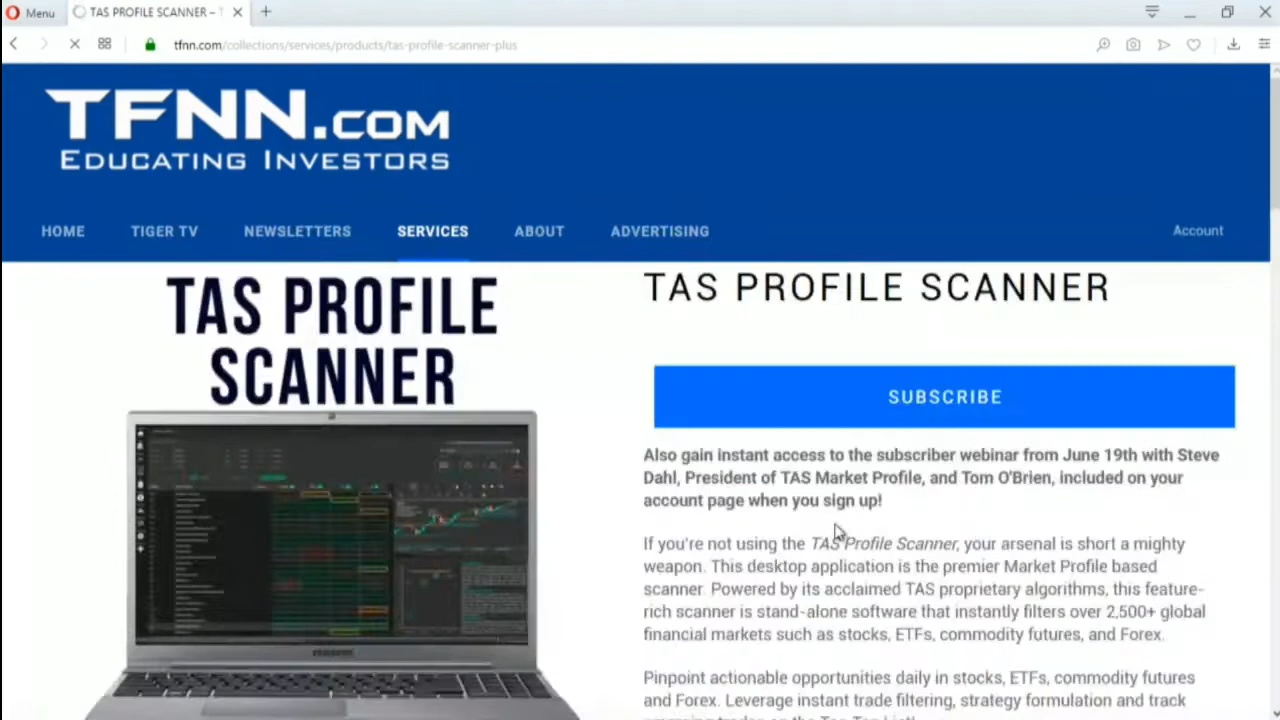 Menu
TAS PROFILE SCANNER – T
tfnn.com/collections/services/products/tas-profile-scanner-plus
TFNN.COM
EDUCATING INVESTORS
HOME TIGER TV NEWSLETTERS SERVICES ABOUT ADVERTISING Account
TAS PROFILE
SCANNER
TAS PROFILE SCANNER
SUBSCRIBE
Also gain instant access to the subscriber webinar from June 19th with Steve
Dahl, President of TAS Market Profile, and Tom O'Brien, included on your
account page when you sign up!
If you're not using the TAS Profile Scanner, your arsenal is short a mighty
weapon. This desktop application is the premier Market Profile based
scanner. Powered by its acclaimed TAS proprietary algorithms, this feature-
rich scanner is stand-alone software that instantly filters over 2,500+ global
financial markets such as stocks, ETFs, commodity futures, and Forex.
Pinpoint actionable opportunities daily in stocks, ETFs, commodity futures
and Forex. Leverage instant trade filtering, strategy formulation and track